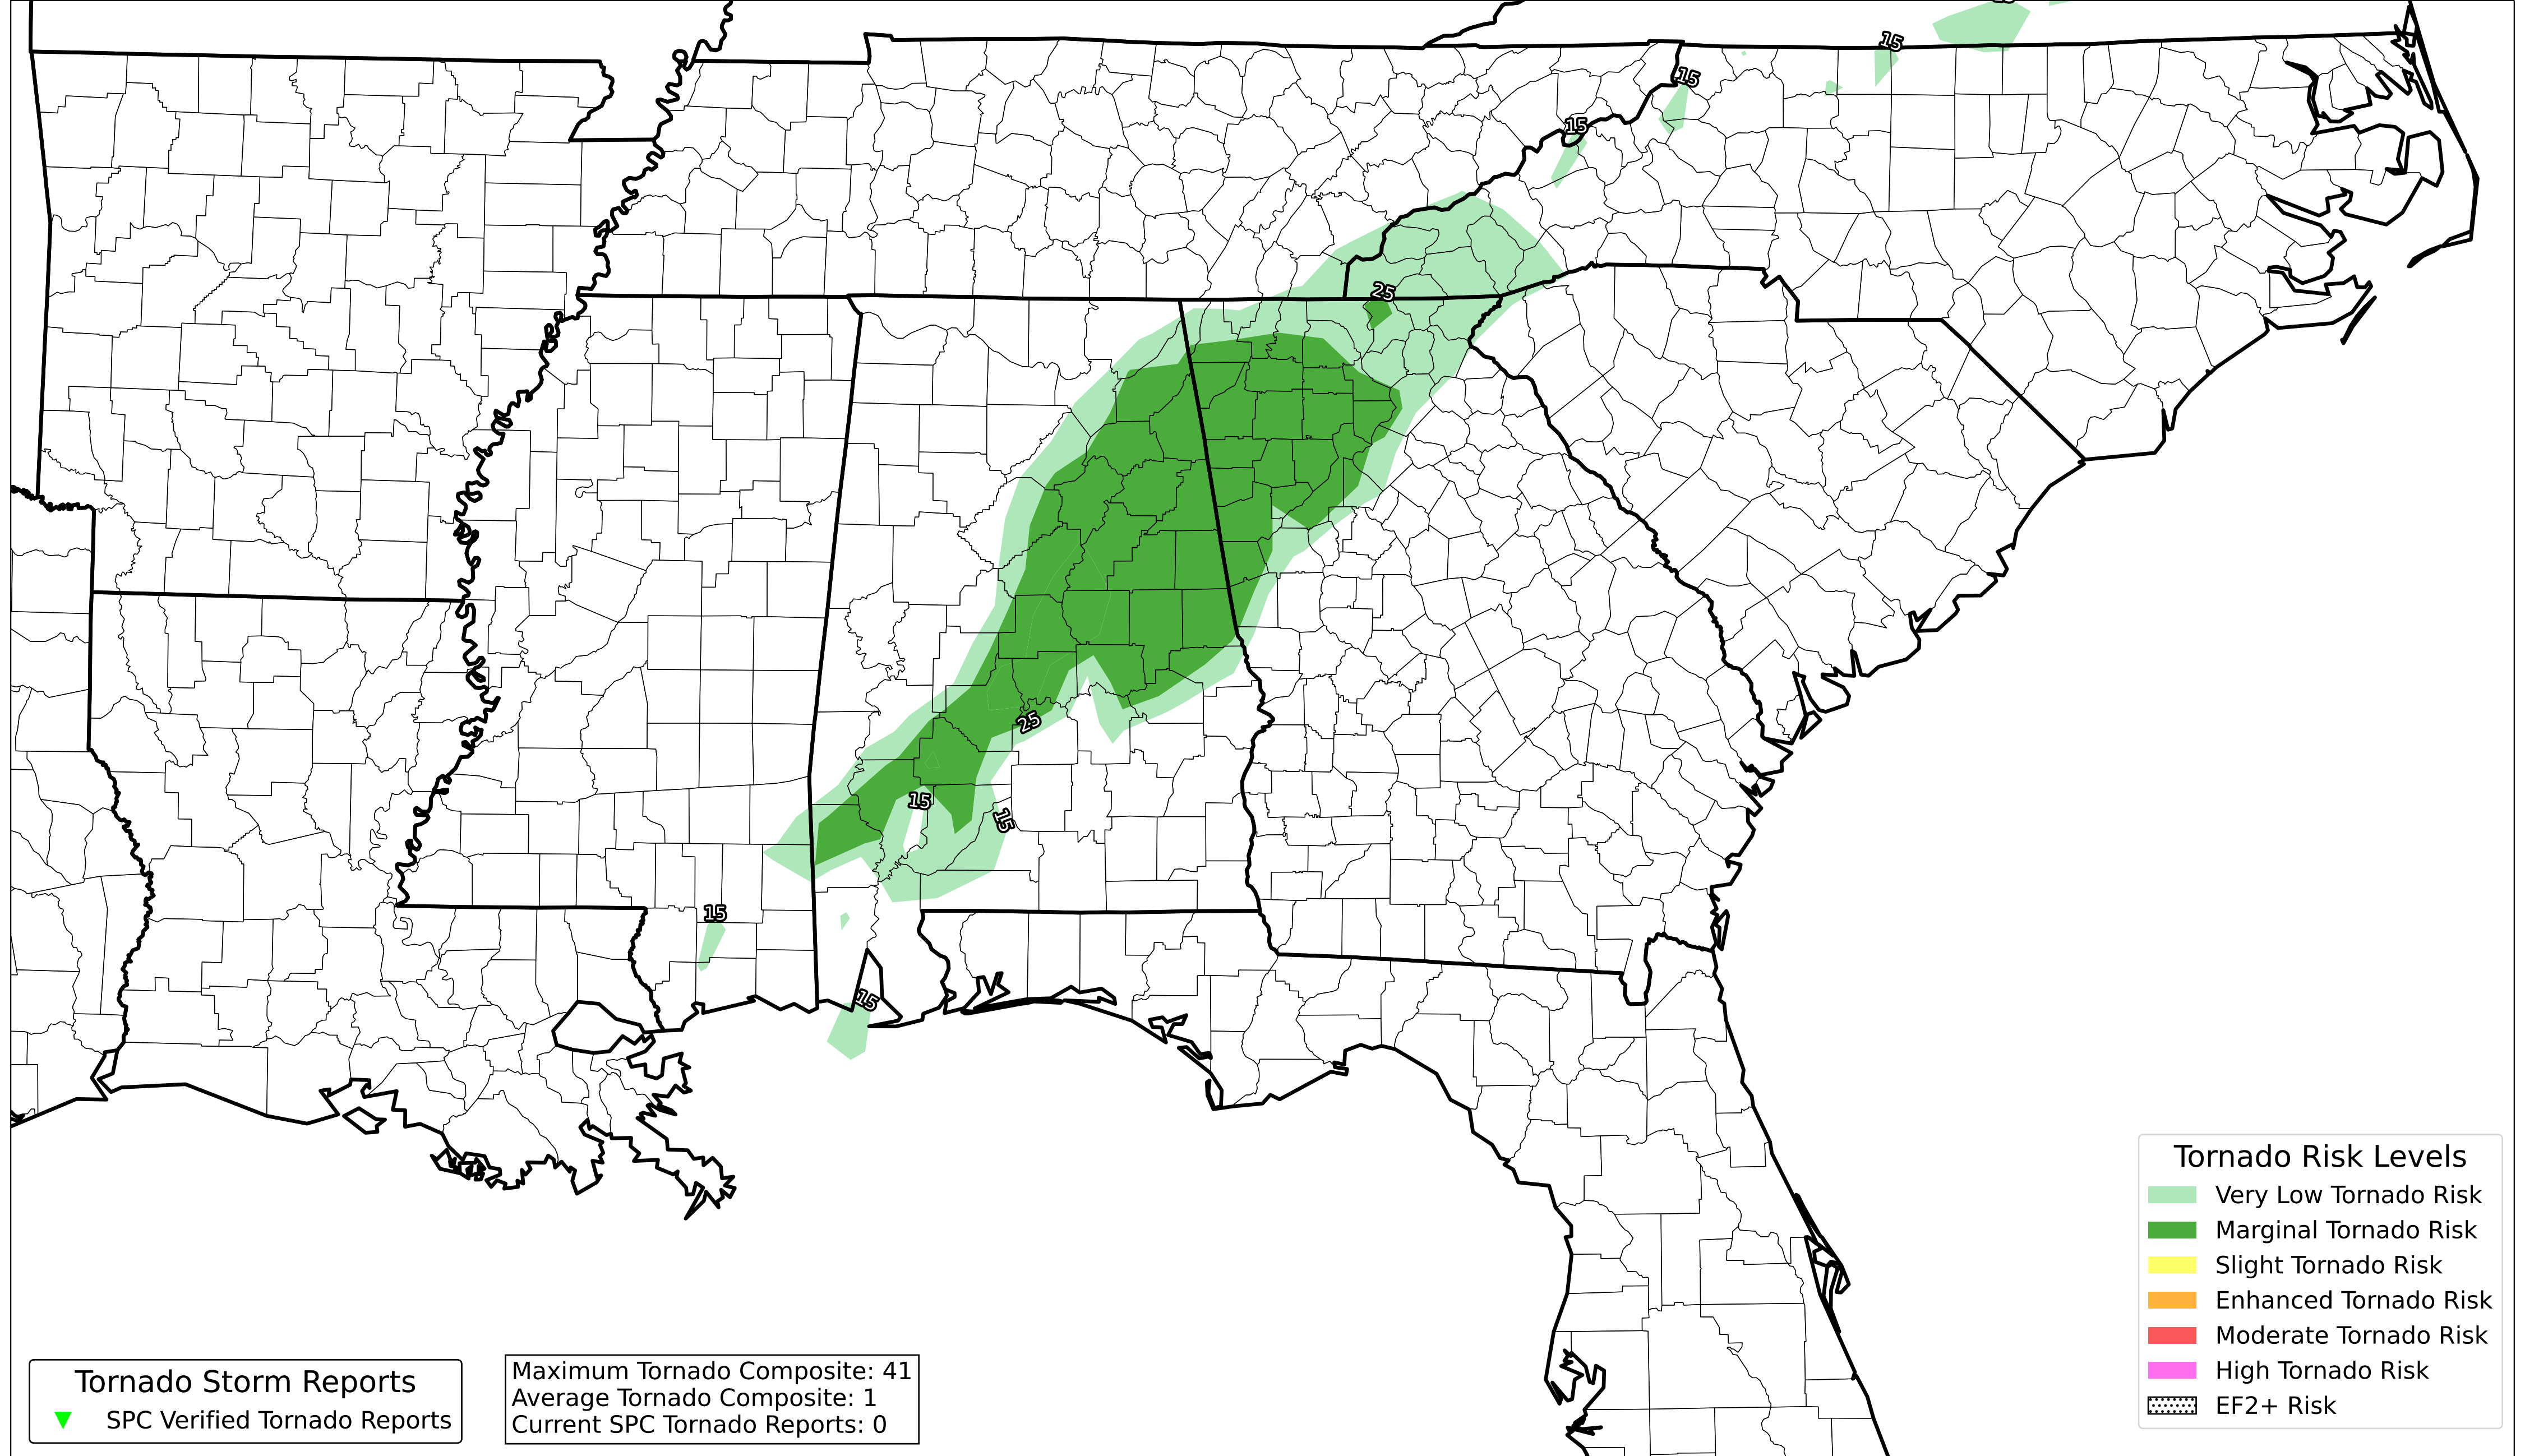 15
15
15
25
25
15
15
15
15
Tornado Risk Levels
Very Low Tornado Risk
Marginal Tornado Risk
Slight Tornado Risk
Enhanced Tornado Risk
Moderate Tornado Risk
High Tornado Risk
EF2+ Risk
Tornado Storm Reports
SPC Verified Tornado Reports
Maximum Tornado Composite: 41
Average Tornado Composite: 1
Current SPC Tornado Reports: 0